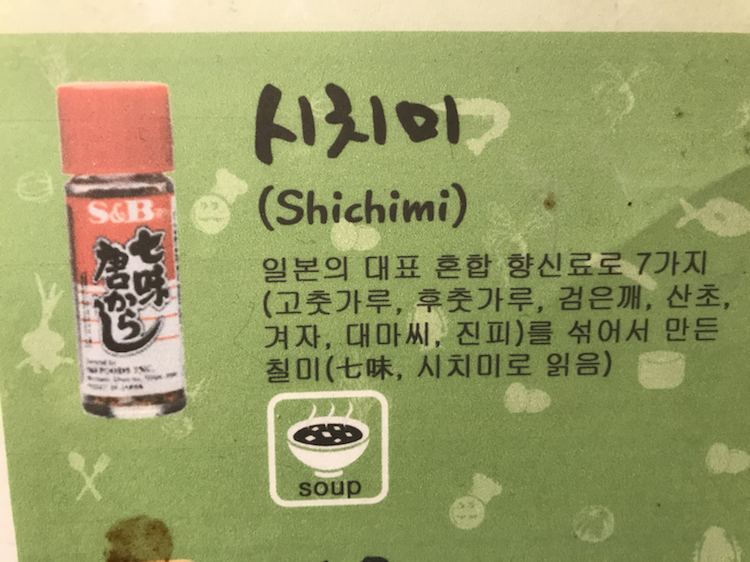 시치미
(Shichimi)
일본의 대표 혼합 향신료로 7가지
(고춧가루, 후춧가루, 검은깨, 산초,
겨자, 대마씨, 진피)를 섞어서 만든
칠미(七味, 시치미로 읽음)
soup
S&B
七味
唐からし
FOODS INC.